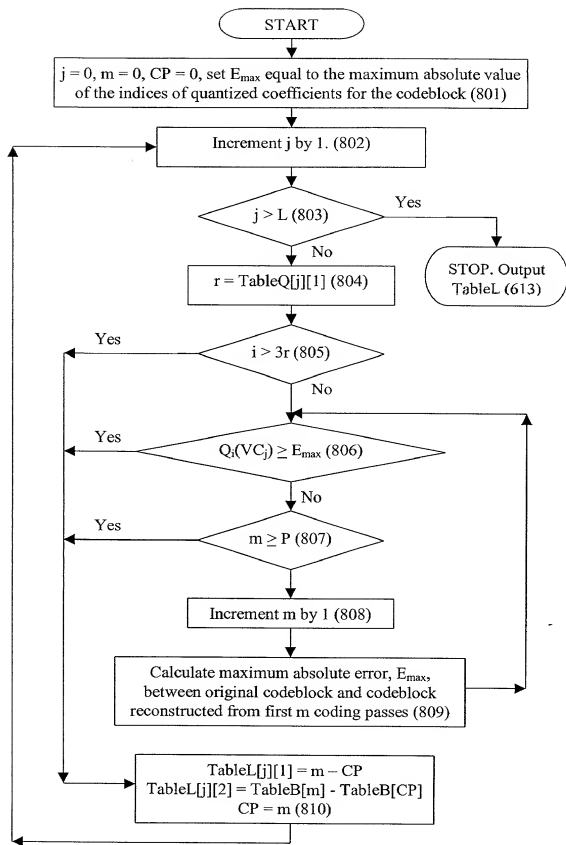 START
j = 0, m = 0, CP = 0, set Emax equal to the maximum absolute value
of the indices of quantized coefficients for the codeblock (801)
Increment j by 1. (802)
j > L (803)
Yes
No
STOP. Output
TableL (613)
r = TableQ[j][1] (804)
Yes
i > 3r (805)
No
Yes
Qi(VCj) ≥ Emax (806)
No
Yes
m ≥ P (807)
Increment m by 1 (808)
Calculate maximum absolute error, Emax,
between original codeblock and codeblock
reconstructed from first m coding passes (809)
TableL[j][1] = m – CP
TableL[j][2] = TableB[m] - TableB[CP]
CP = m (810)